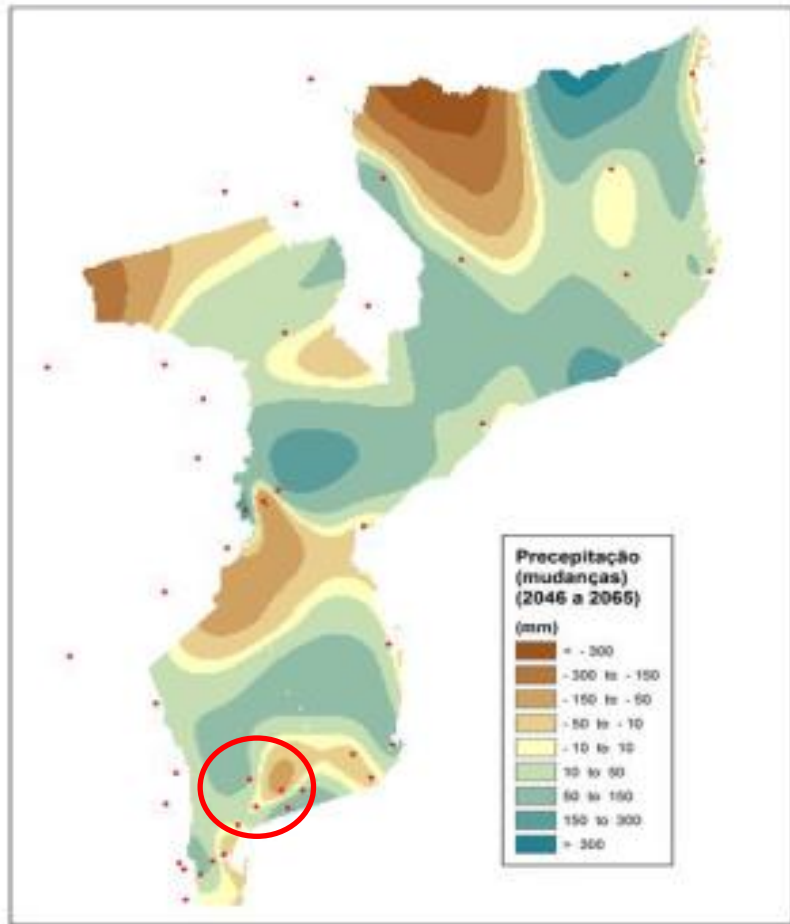 Precepitação
(mudanças)
(2046 a 2065)
(mm)
< - 300
- 300 to - 150
- 150 to - 50
- 50 to - 10
- 10 to 10
10 to 50
50 to 150
150 to 300
> 300